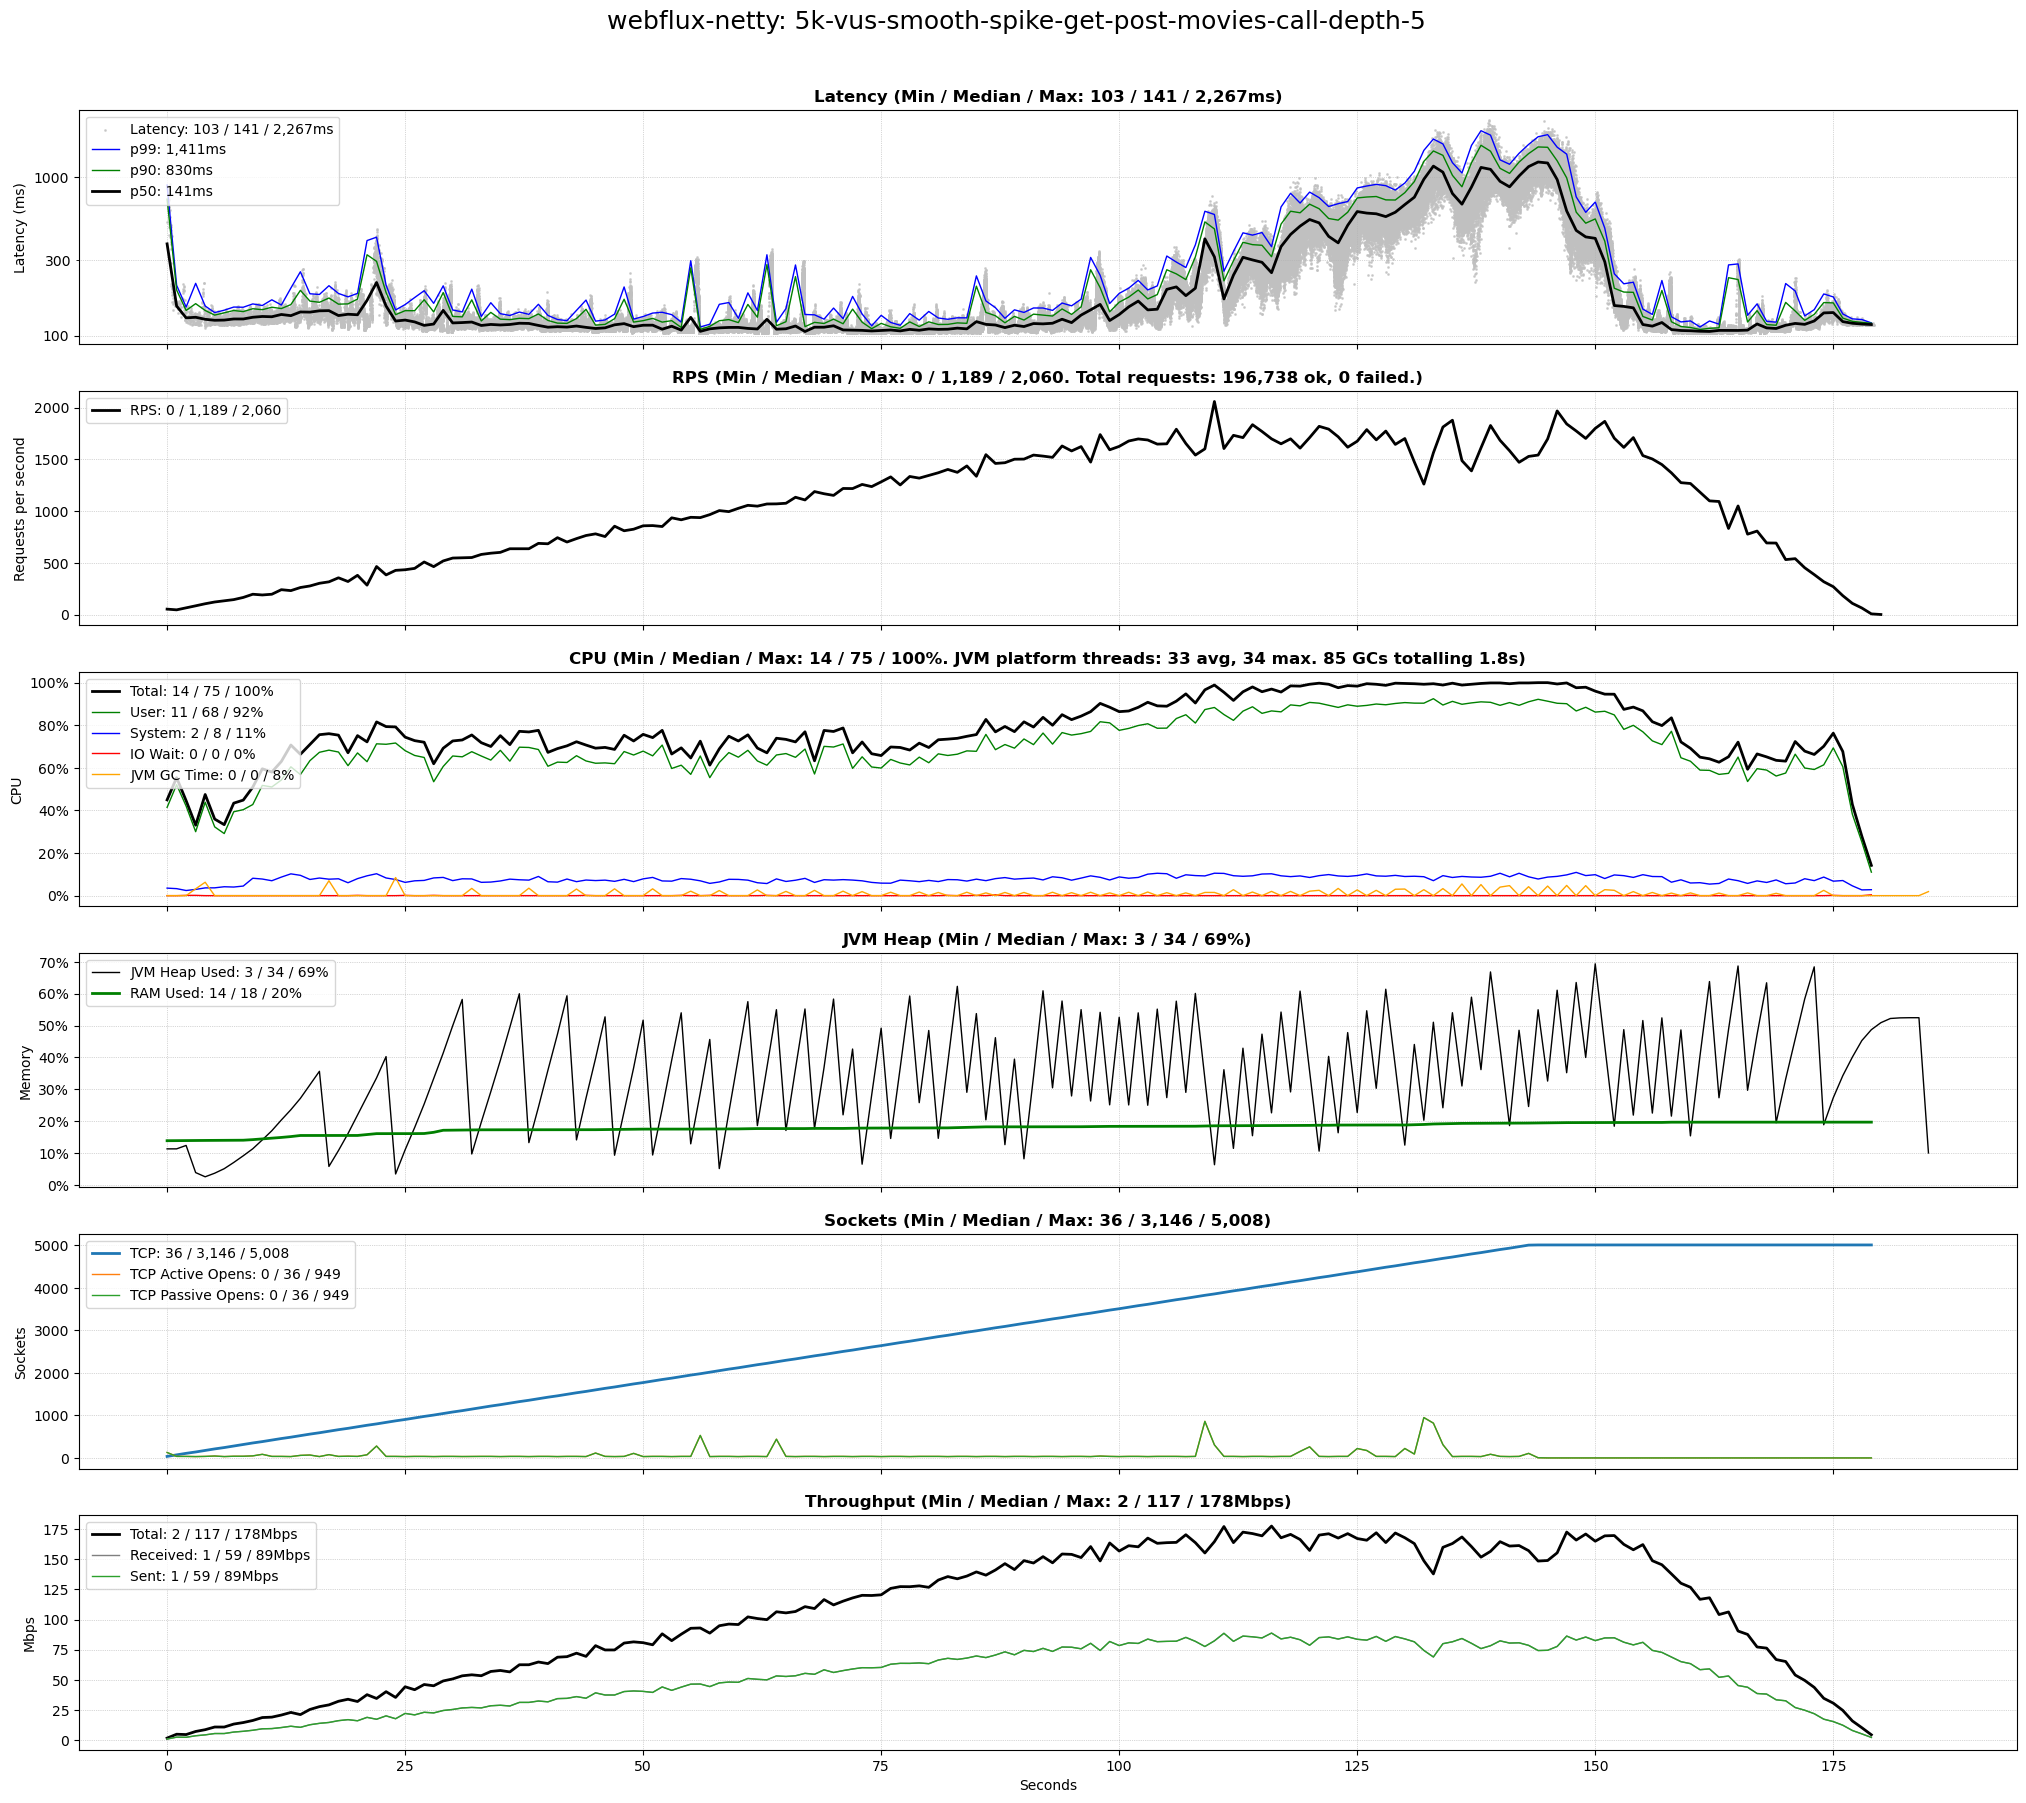 webflux-netty: 5k-vus-smooth-spike-get-post-movies-call-depth-5
Latency (Min / Median / Max: 103 / 141 / 2,267ms)
Latency: 103 / 141 / 2,267ms
p99: 1,411ms
p90: 830ms
p50: 141ms
Latency (ms)
1000
300
100
RPS (Min / Median / Max: 0 / 1,189 / 2,060. Total requests: 196,738 ok, 0 failed.)
RPS: 0 / 1,189 / 2,060
Requests per second
2000
1500
1000
500
0
CPU (Min / Median / Max: 14 / 75 / 100%. JVM platform threads: 33 avg, 34 max. 85 GCs totalling 1.8s)
Total: 14 / 75 / 100%
User: 11 / 68 / 92%
System: 2 / 8 / 11%
IO Wait: 0 / 0 / 0%
JVM GC Time: 0 / 0 / 8%
CPU
100%
80%
60%
40%
20%
0%
JVM Heap (Min / Median / Max: 3 / 34 / 69%)
JVM Heap Used: 3 / 34 / 69%
RAM Used: 14 / 18 / 20%
Memory
70%
60%
50%
40%
30%
20%
10%
0%
Sockets (Min / Median / Max: 36 / 3,146 / 5,008)
TCP: 36 / 3,146 / 5,008
TCP Active Opens: 0 / 36 / 949
TCP Passive Opens: 0 / 36 / 949
Sockets
5000
4000
3000
2000
1000
0
Throughput (Min / Median / Max: 2 / 117 / 178Mbps)
Total: 2 / 117 / 178Mbps
Received: 1 / 59 / 89Mbps
Sent: 1 / 59 / 89Mbps
Mbps
175
150
125
100
75
50
25
0
0 25 50 75 100 125 150 175
Seconds